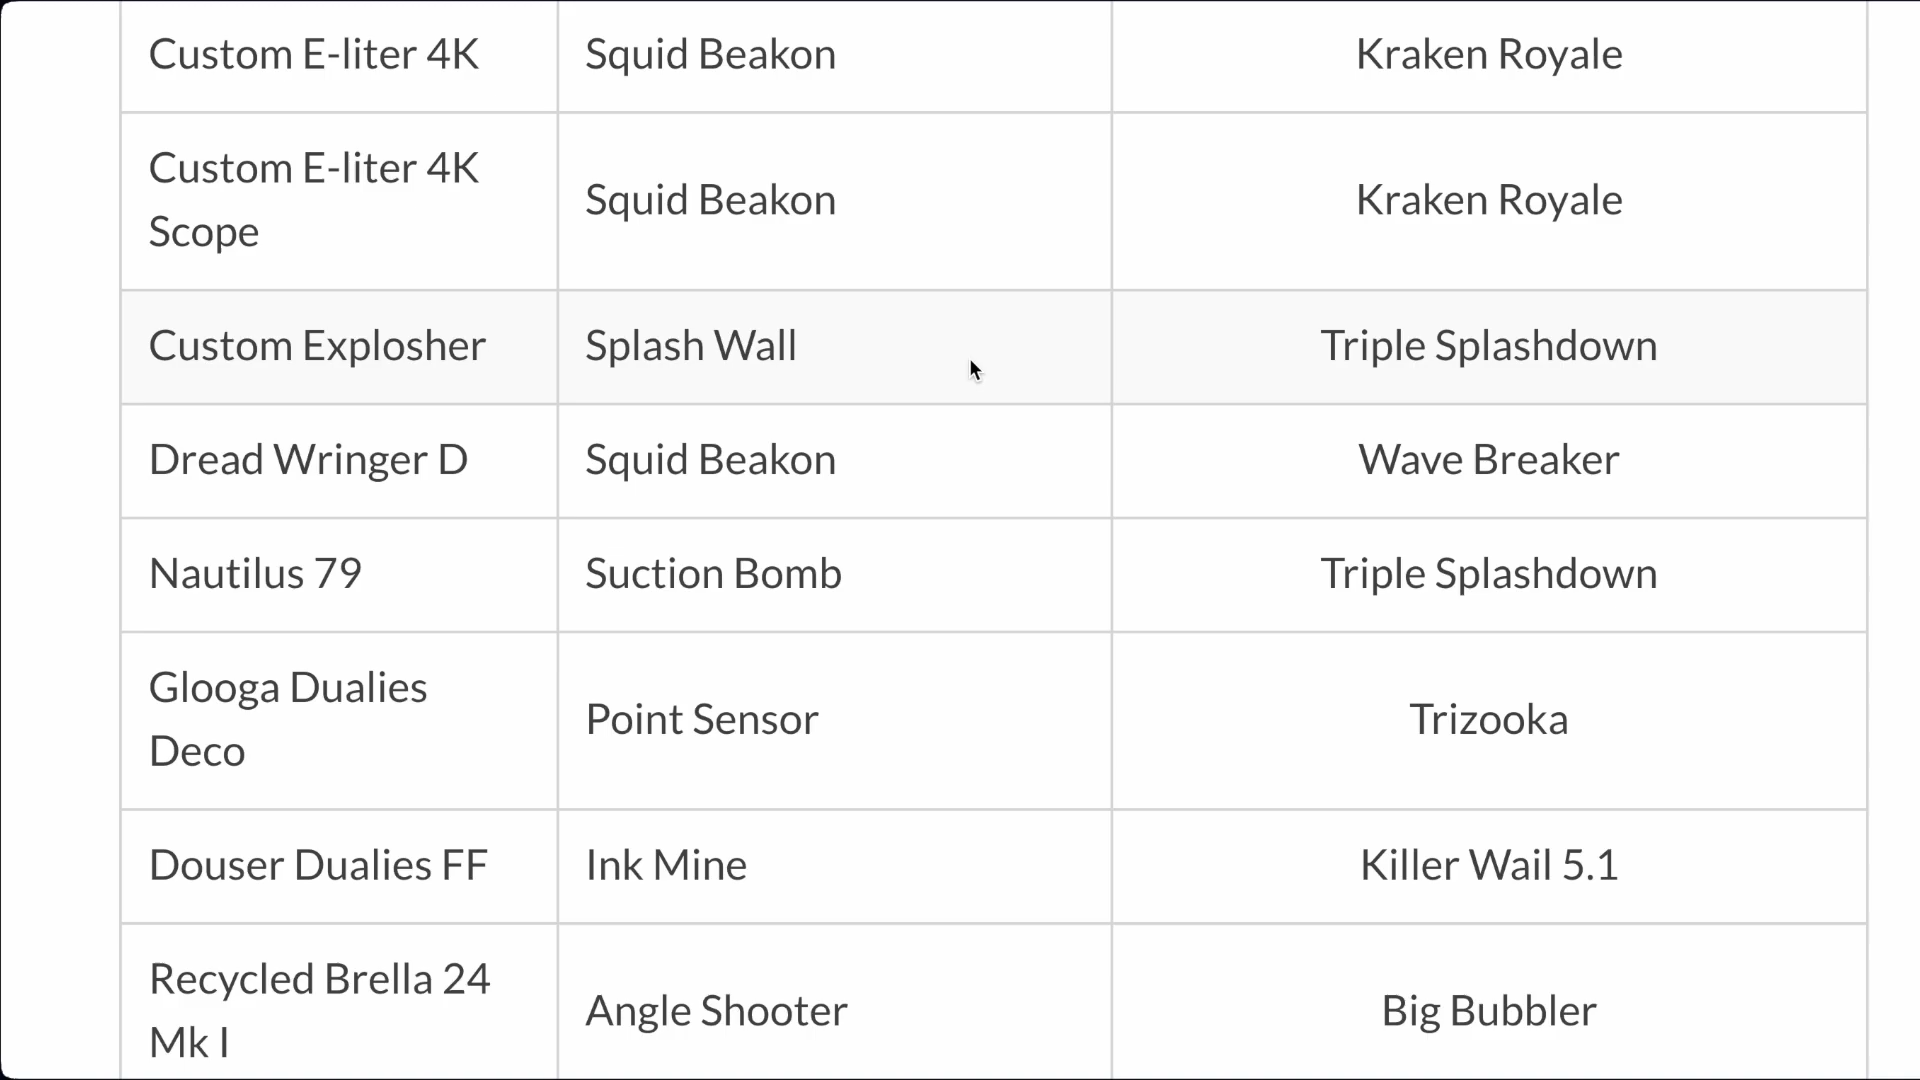 Custom E-liter 4K
Squid Beakon
Kraken Royale
Custom E-liter 4K
Scope
Squid Beakon
Kraken Royale
Custom Explosher
Splash Wall
Triple Splashdown
Dread Wringer D
Squid Beakon
Wave Breaker
Nautilus 79
Suction Bomb
Triple Splashdown
Glooga Dualies
Deco
Point Sensor
Trizooka
Douser Dualies FF
Ink Mine
Killer Wail 5.1
Recycled Brella 24
Mk I
Angle Shooter
Big Bubbler